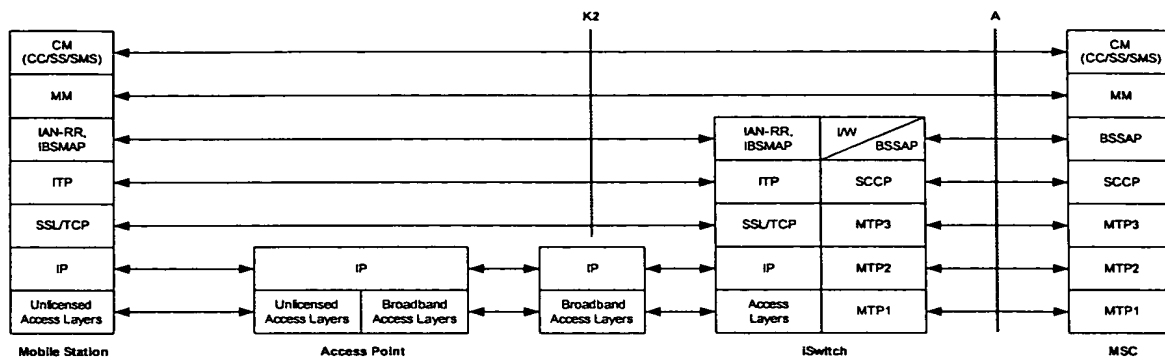 K2 A
CM
(CC/SS/SMS)
CM
(CC/SS/SMS)
MM MM
IAN-RR,
IBSMAP
IAN-RR,
IBSMAP
I/W
BSSAP
BSSAP
ITP ITP SCCP SCCP
SSL/TCP SSL/TCP MTP3 MTP3
IP IP IP IP MTP2 MTP2
Unlicensed
Access Layers
Unlicensed
Access Layers
Broadband
Access Layers
Broadband
Access Layers
Access
Layers
MTP1 MTP1
Mobile Station Access Point iSwitch MSC